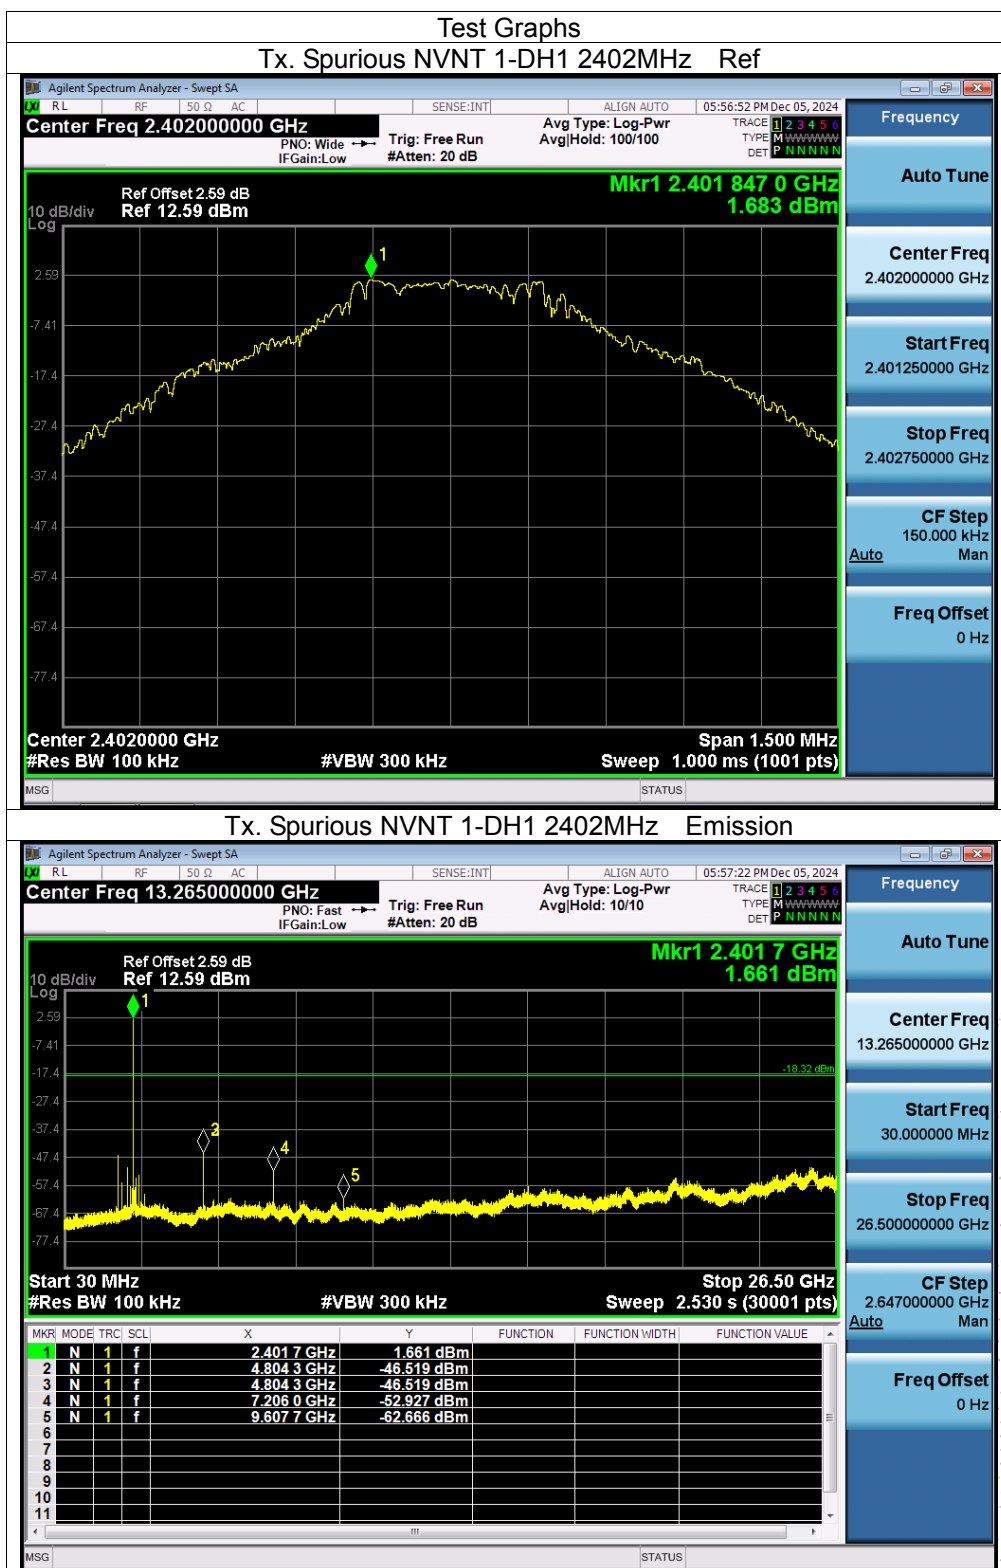 Test Graphs
Tx. Spurious NVNT 1-DH1 2402MHz Ref
Agilent Spectrum Analyzer - Swept SA
LXI RL RF 50 Ω AC SENSE:INT ALIGN AUTO 05:56:52 PM Dec 05, 2024
Center Freq 2.402000000 GHz
PNO: Wide
IFGain:Low
Trig: Free Run
#Atten: 20 dB
Avg Type: Log-Pwr
Avg|Hold: 100/100
TRACE 1 2 3 4 5 6
TYPE M W W W W W
DET P N N N N N
Frequency
Auto Tune
Center Freq
2.402000000 GHz
Start Freq
2.401250000 GHz
Stop Freq
2.402750000 GHz
CF Step
150.000 kHz
Auto Man
Freq Offset
0 Hz
Mkr1 2.401 847 0 GHz
1.683 dBm
Ref Offset 2.59 dB
10 dB/div Ref 12.59 dBm
Log
1
2.59
-7.41
-17.4
-27.4
-37.4
-47.4
-57.4
-67.4
-77.4
Center 2.4020000 GHz Span 1.500 MHz
#Res BW 100 kHz #VBW 300 kHz Sweep 1.000 ms (1001 pts)
MSG STATUS
Tx. Spurious NVNT 1-DH1 2402MHz Emission
Agilent Spectrum Analyzer - Swept SA
LXI RL RF 50 Ω AC SENSE:INT ALIGN AUTO 05:57:22 PM Dec 05, 2024
Center Freq 13.265000000 GHz
PNO: Fast
IFGain:Low
Trig: Free Run
#Atten: 20 dB
Avg Type: Log-Pwr
Avg|Hold: 10/10
TRACE 1 2 3 4 5 6
TYPE M W W W W W
DET P N N N N N
Frequency
Auto Tune
Center Freq
13.265000000 GHz
Start Freq
30.000000 MHz
Stop Freq
26.500000000 GHz
CF Step
2.647000000 GHz
Auto Man
Freq Offset
0 Hz
Mkr1 2.401 7 GHz
1.661 dBm
Ref Offset 2.59 dB
10 dB/div Ref 12.59 dBm
Log
1
2.59
-7.41
-17.4
-18.32 dBm
-27.4
-37.4
4
-47.4
5
-57.4
-67.4
-77.4
Start 30 MHz Stop 26.50 GHz
#Res BW 100 kHz #VBW 300 kHz Sweep 2.530 s (30001 pts)
MKR MODE TRC SCL X Y FUNCTION FUNCTION WIDTH FUNCTION VALUE
1 N 1 f 2.401 7 GHz 1.661 dBm
2 N 1 f 4.804 3 GHz -46.519 dBm
3 N 1 f 4.804 3 GHz -46.519 dBm
4 N 1 f 7.206 0 GHz -52.927 dBm
5 N 1 f 9.607 7 GHz -62.666 dBm
6
7
8
9
10
11
MSG STATUS